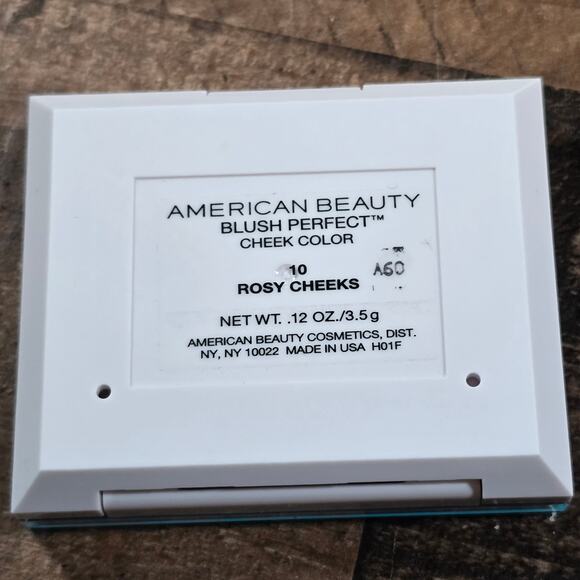 AMERICAN BEAUTY
BLUSH PERFECT™
CHEEK COLOR
10
A60
ROSY CHEEKS
NET WT. .12 OZ./3.5g
AMERICAN BEAUTY COSMETICS, DIST.
NY, NY 10022 MADE IN USA H01F